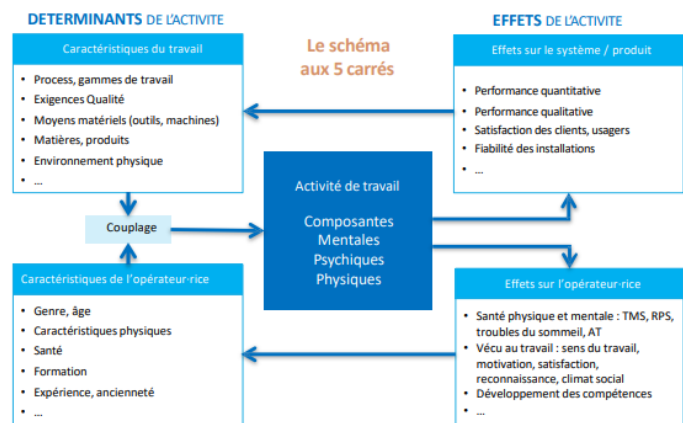 DETERMINANTS DE L'ACTIVITE
Caractéristiques du travail
• Process, gammes de travail
• Exigences Qualité
• Moyens matériels (outils, machines)
• Matières, produits
• Environnement physique
• ...
Le schéma
aux 5 carrés
EFFETS DE L'ACTIVITE
Effets sur le système / produit
• Performance quantitative
• Performance qualitative
• Satisfaction des clients, usagers
• Fiabilité des installations
• ...
Couplage
Activité de travail
Composantes
Mentales
Psychiques
Physiques
Caractéristiques de l'opérateur·rice
• Genre, âge
• Caractéristiques physiques
• Santé
• Formation
• Expérience, ancienneté
• ...
Effets sur l'opérateur·rice
• Santé physique et mentale : TMS, RPS,
troubles du sommeil, AT
• Vécu au travail : sens du travail,
motivation, satisfaction,
reconnaissance, climat social
• Développement des compétences
• ...